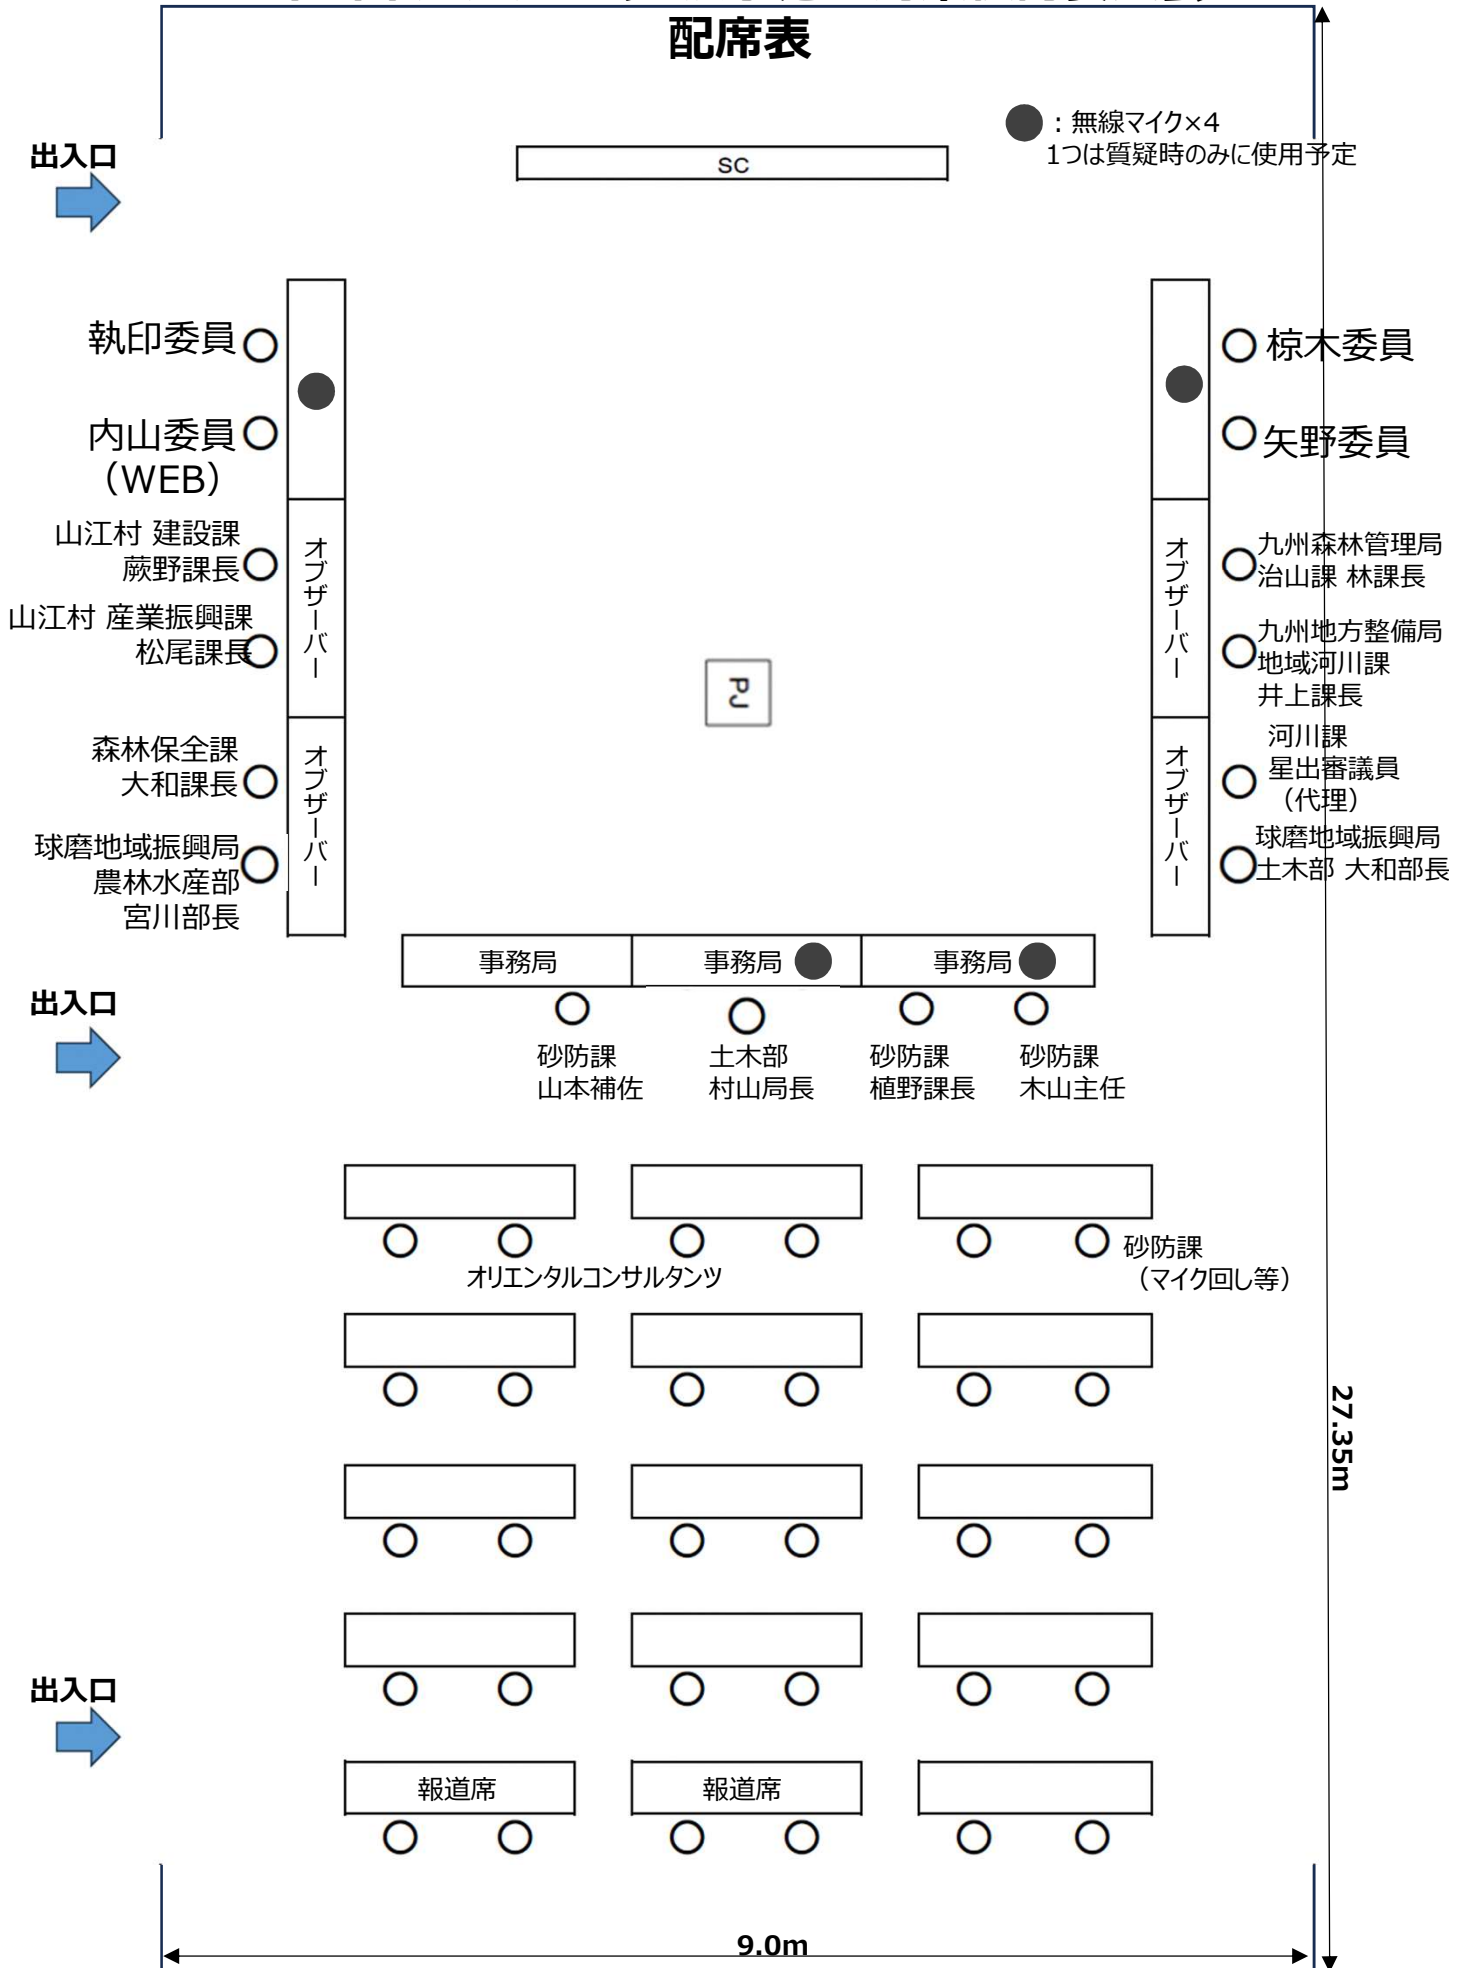 配席表
：無線マイク×4
1つは質疑時のみに使用予定
出入口
SC
執印委員
内山委員
（WEB）
山江村 建設課
蕨野課長
山江村 産業振興課
松尾課長
森林保全課
大和課長
球磨地域振興局
農林水産部
宮川部長
オブザーバー
オブザーバー
PJ
オブザーバー
オブザーバー
椋木委員
矢野委員
九州森林管理局
治山課 林課長
九州地方整備局
地域河川課
井上課長
河川課
星出審議員
（代理）
球磨地域振興局
土木部 大和部長
事務局
事務局
事務局
出入口
砂防課
山本補佐
土木部
村山局長
砂防課
植野課長
砂防課
木山主任
オリエンタルコンサルタンツ
砂防課
（マイク回し等）
27.35m
出入口
報道席
報道席
9.0m